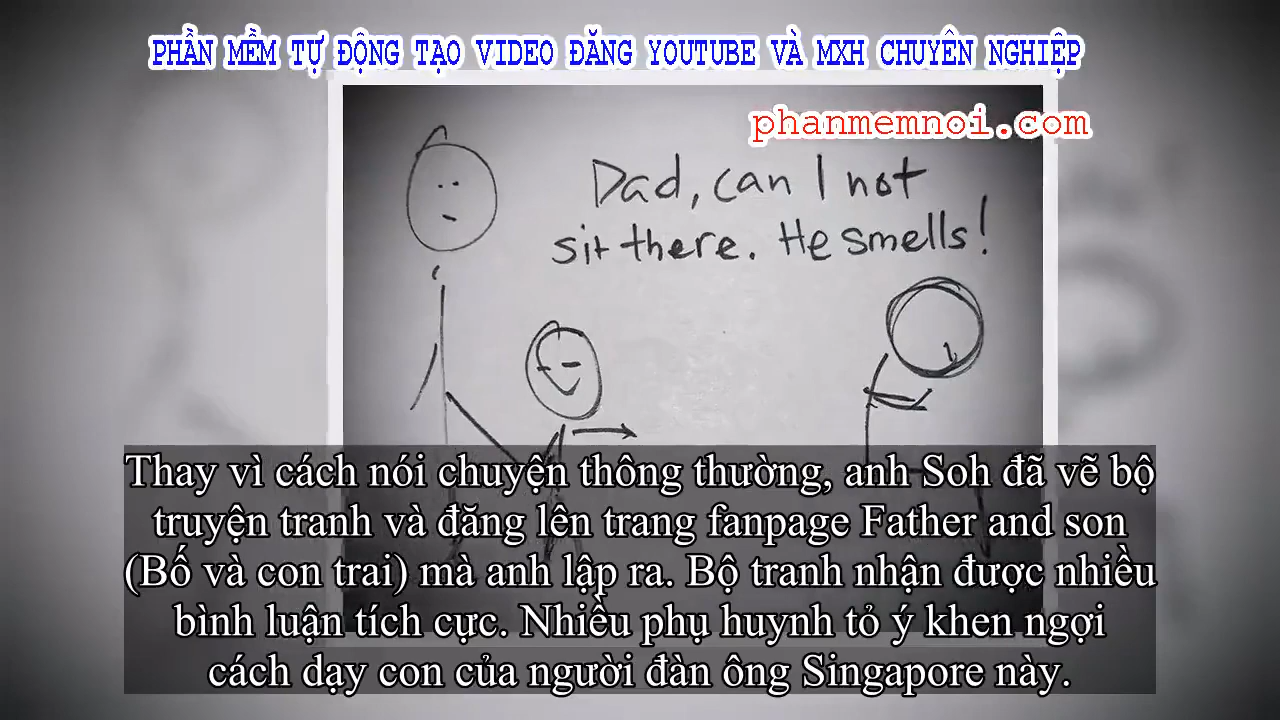 PHẦN MỀM TỰ ĐỘNG TẠO VIDEO ĐĂNG YOUTUBE VÀ MXH CHUYÊN NGHIỆP
phanmemnoi.com
Dad, can I not
sit there. He smells!
Thay vì cách nói chuyện thông thường, anh Soh đã vẽ bộ
truyện tranh và đăng lên trang fanpage Father and son
(Bố và con trai) mà anh lập ra. Bộ tranh nhận được nhiều
bình luận tích cực. Nhiều phụ huynh tỏ ý khen ngợi
cách dạy con của người đàn ông Singapore này.